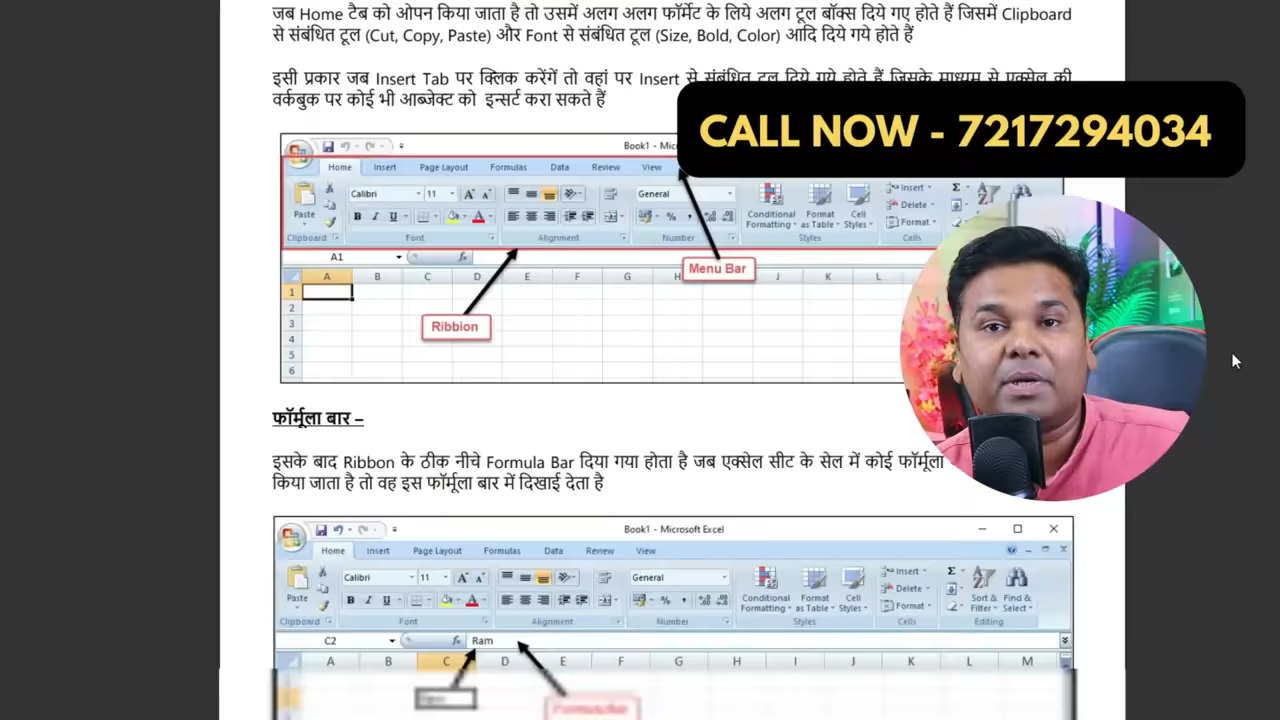 जब Home टैब को ओपन किया जाता है तो उसमें अलग अलग फॉर्मेट के लिये अलग टूल बॉक्स दिये गए होते हैं जिसमें Clipboard
से संबंधित टूल (Cut, Copy, Paste) और Font से संबंधित टूल (Size, Bold, Color) आदि दिये गये होते हैं
इसी प्रकार जब Insert Tab पर क्लिक करेंगें तो वहां पर Insert से संबंधित टूल दिये गये होते हैं जिसके माध्यम से एक्सेल की
वर्कबुक पर कोई भी आब्जेक्ट को इन्सर्ट करा सकते हैं
CALL NOW - 7217294034
Book1 -
Home Insert Page Layout Formulas Data Review View
Calibri 11 General Insert Σ
Paste B I U % , Conditional Format Cell Delete
Formatting as Table Styles Format
Clipboard Font Alignment Number Styles Cells
A1 fx
A B C D E F G H J K L
Menu Bar
1
2
3
Ribbion
4
5
6
फॉर्मूला बार –
इसके बाद Ribbon के ठीक नीचे Formula Bar दिया गया होता है जब एक्सेल सीट के सेल में कोई फॉर्मूला
किया जाता है तो वह इस फॉर्मूला बार में दिखाई देता है
Book1 - Microsoft Excel
Home Insert Page Layout Formulas Data Review View
Calibri 11 General Insert Σ
Paste B I U % , Conditional Format Cell Delete Sort & Find &
Formatting as Table Styles Format Filter Select
Clipboard Font Alignment Number Styles Cells Editing
C2 fx Ram
A B C D E F G H I J K L M